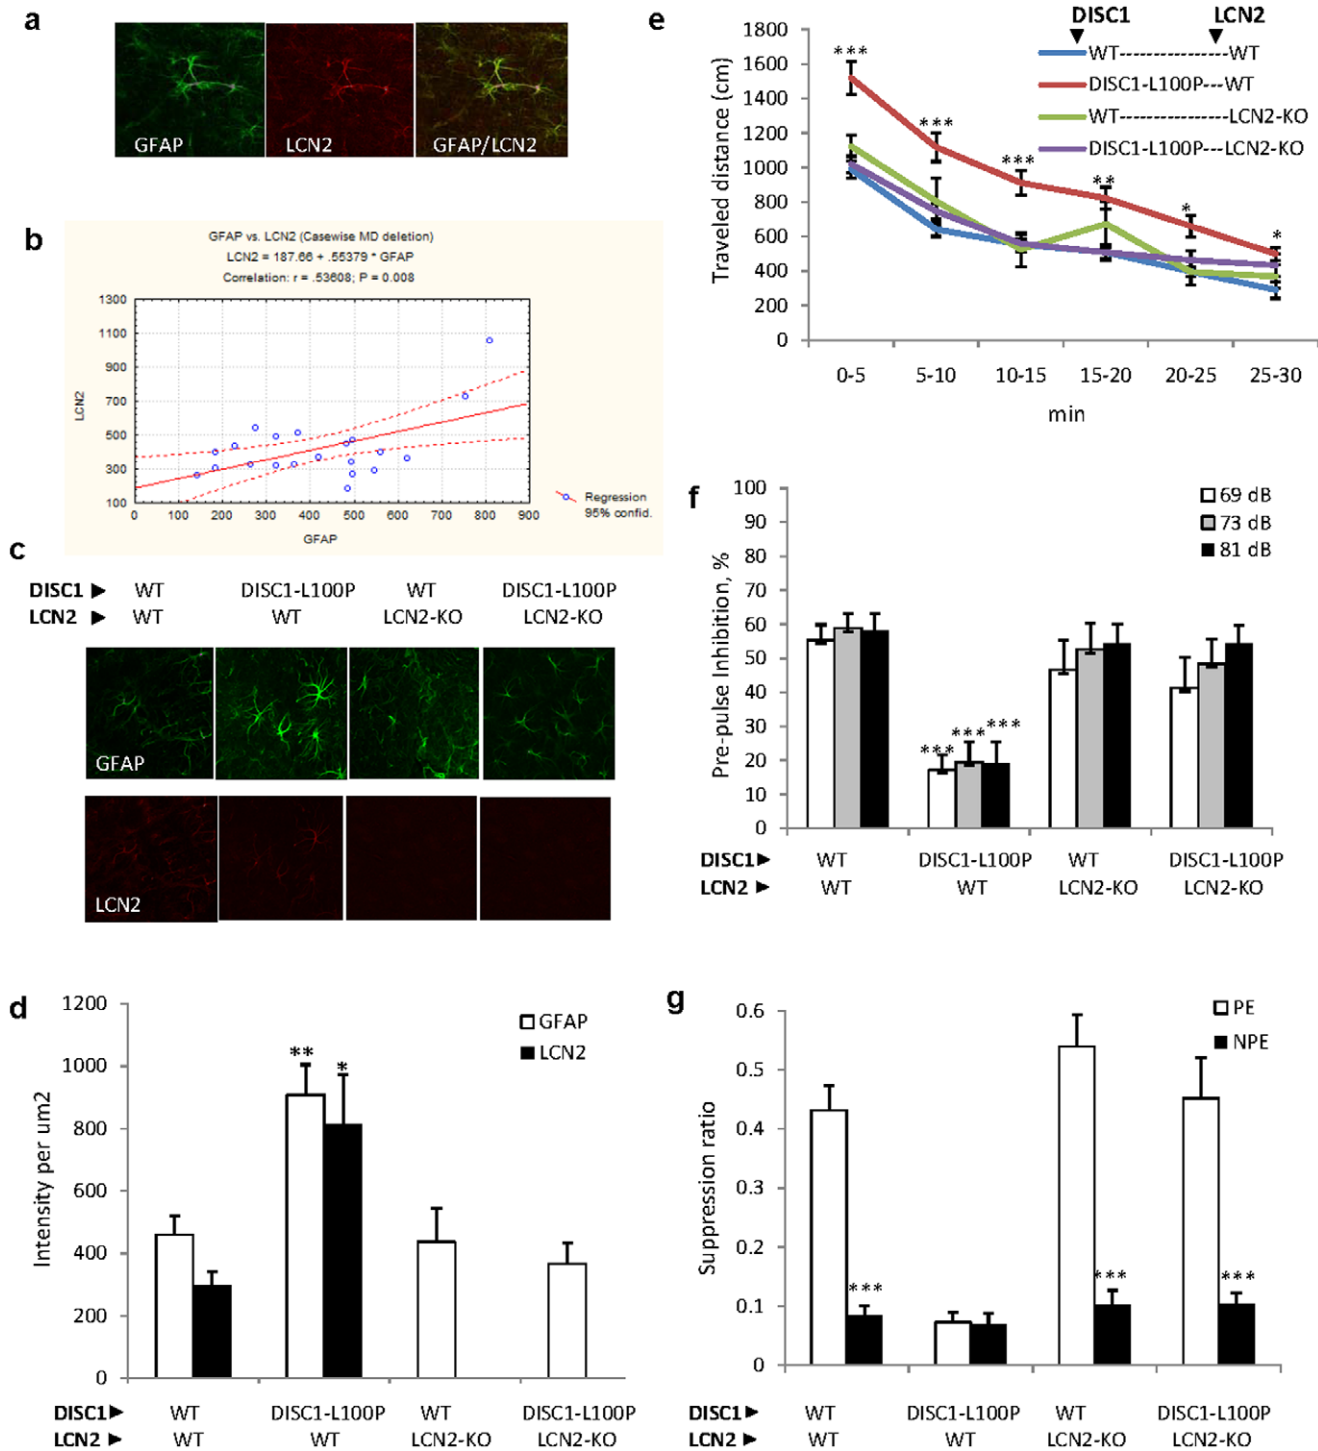 a
GFAP
LCN2
GFAP/LCN2
b
GFAP vs. LCN2 (Casewise MD deletion)
LCN2 = 187.66 + .55379 * GFAP
Correlation: r = .53608; P = 0.008
1300
1100
900
700
500
300
100
LCN2
0 100 200 300 400 500 600 700 800 900
GFAP
Regression
95% confid.
c
DISC1 ► WT DISC1-L100P WT DISC1-L100P
LCN2 ► WT WT LCN2-KO LCN2-KO
GFAP
LCN2
d
1200
1000
800
600
400
200
0
Intensity per um2
GFAP
LCN2
** *
DISC1► WT DISC1-L100P WT DISC1-L100P
LCN2 ► WT WT LCN2-KO LCN2-KO
e
DISC1 LCN2
▼ ▼
WT----------------WT
DISC1-L100P---WT
WT----------------LCN2-KO
DISC1-L100P---LCN2-KO
1800
1600
1400
1200
1000
800
600
400
200
0
Traveled distance (cm)
*** *** *** ** * *
0-5 5-10 10-15 15-20 20-25 25-30
min
f
100
90
80
70
60
50
40
30
20
10
0
Pre-pulse Inhibition, %
69 dB
73 dB
81 dB
*** *** ***
DISC1► WT DISC1-L100P WT DISC1-L100P
LCN2 ► WT WT LCN2-KO LCN2-KO
g
0.6
0.5
0.4
0.3
0.2
0.1
0
Suppression ratio
PE
NPE
*** *** ***
DISC1► WT DISC1-L100P WT DISC1-L100P
LCN2 ► WT WT LCN2-KO LCN2-KO